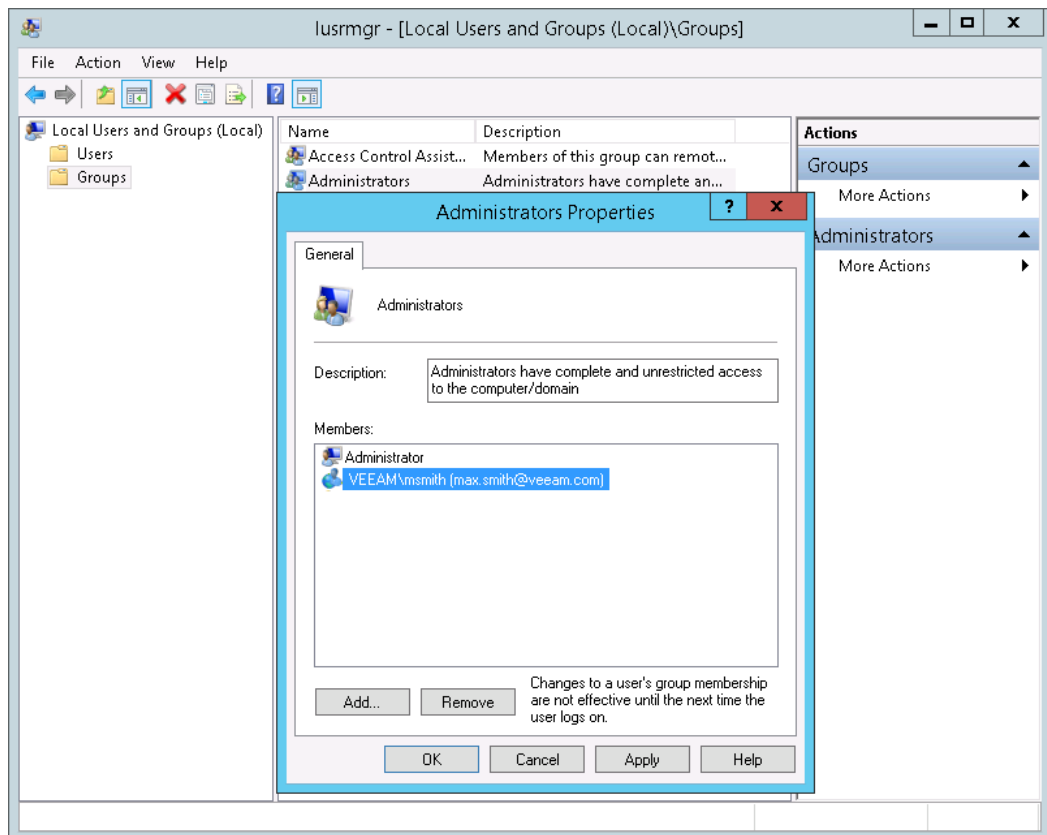 lusrmgr - [Local Users and Groups (Local)\Groups]
File Action View Help
Local Users and Groups (Local)
Users
Groups
Name Description
Access Control Assist... Members of this group can remot...
Administrators Administrators have complete an...
Actions
Groups
More Actions
Administrators
More Actions
Administrators Properties
General
Administrators
Description:
Administrators have complete and unrestricted access
to the computer/domain
Members:
Administrator
VEEAM\msmith (max.smith@veeam.com)
Add... Remove
Changes to a user's group membership
are not effective until the next time the
user logs on.
OK Cancel Apply Help